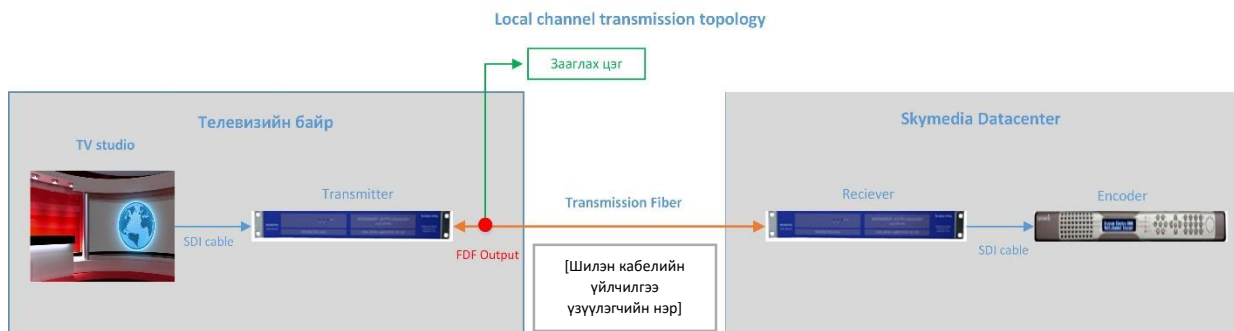 Local channel transmission topology
Зааглах цэг
Телевизийн байр
Skymedia Datacenter
TV studio
Transmitter
Reciever
Encoder
Transmission Fiber
SDI cable
FDF Output
SDI cable
[Шилэн кабелийн
үйлчилгээ
үзүүлэгчийн нэр]